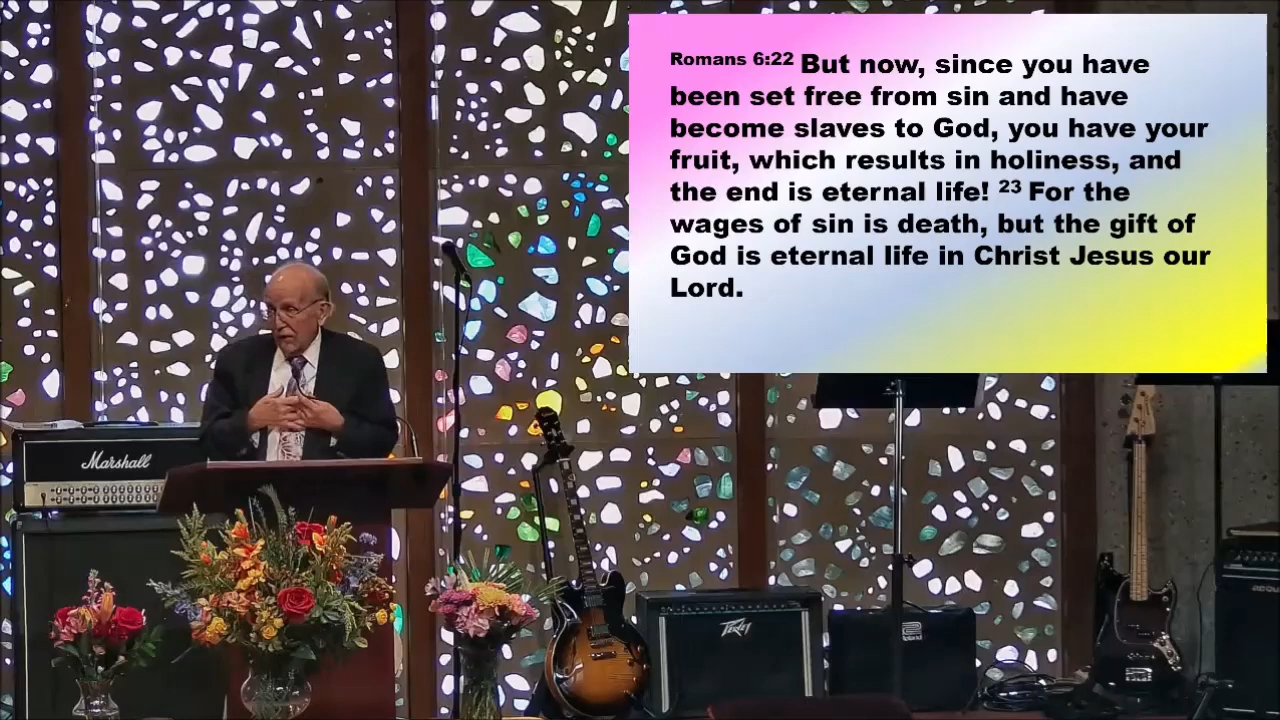 Romans 6:22 But now, since you have
been set free from sin and have
become slaves to God, you have your
fruit, which results in holiness, and
the end is eternal life! 23 For the
wages of sin is death, but the gift of
God is eternal life in Christ Jesus our
Lord.
Marshall
PEAVEY
Roland